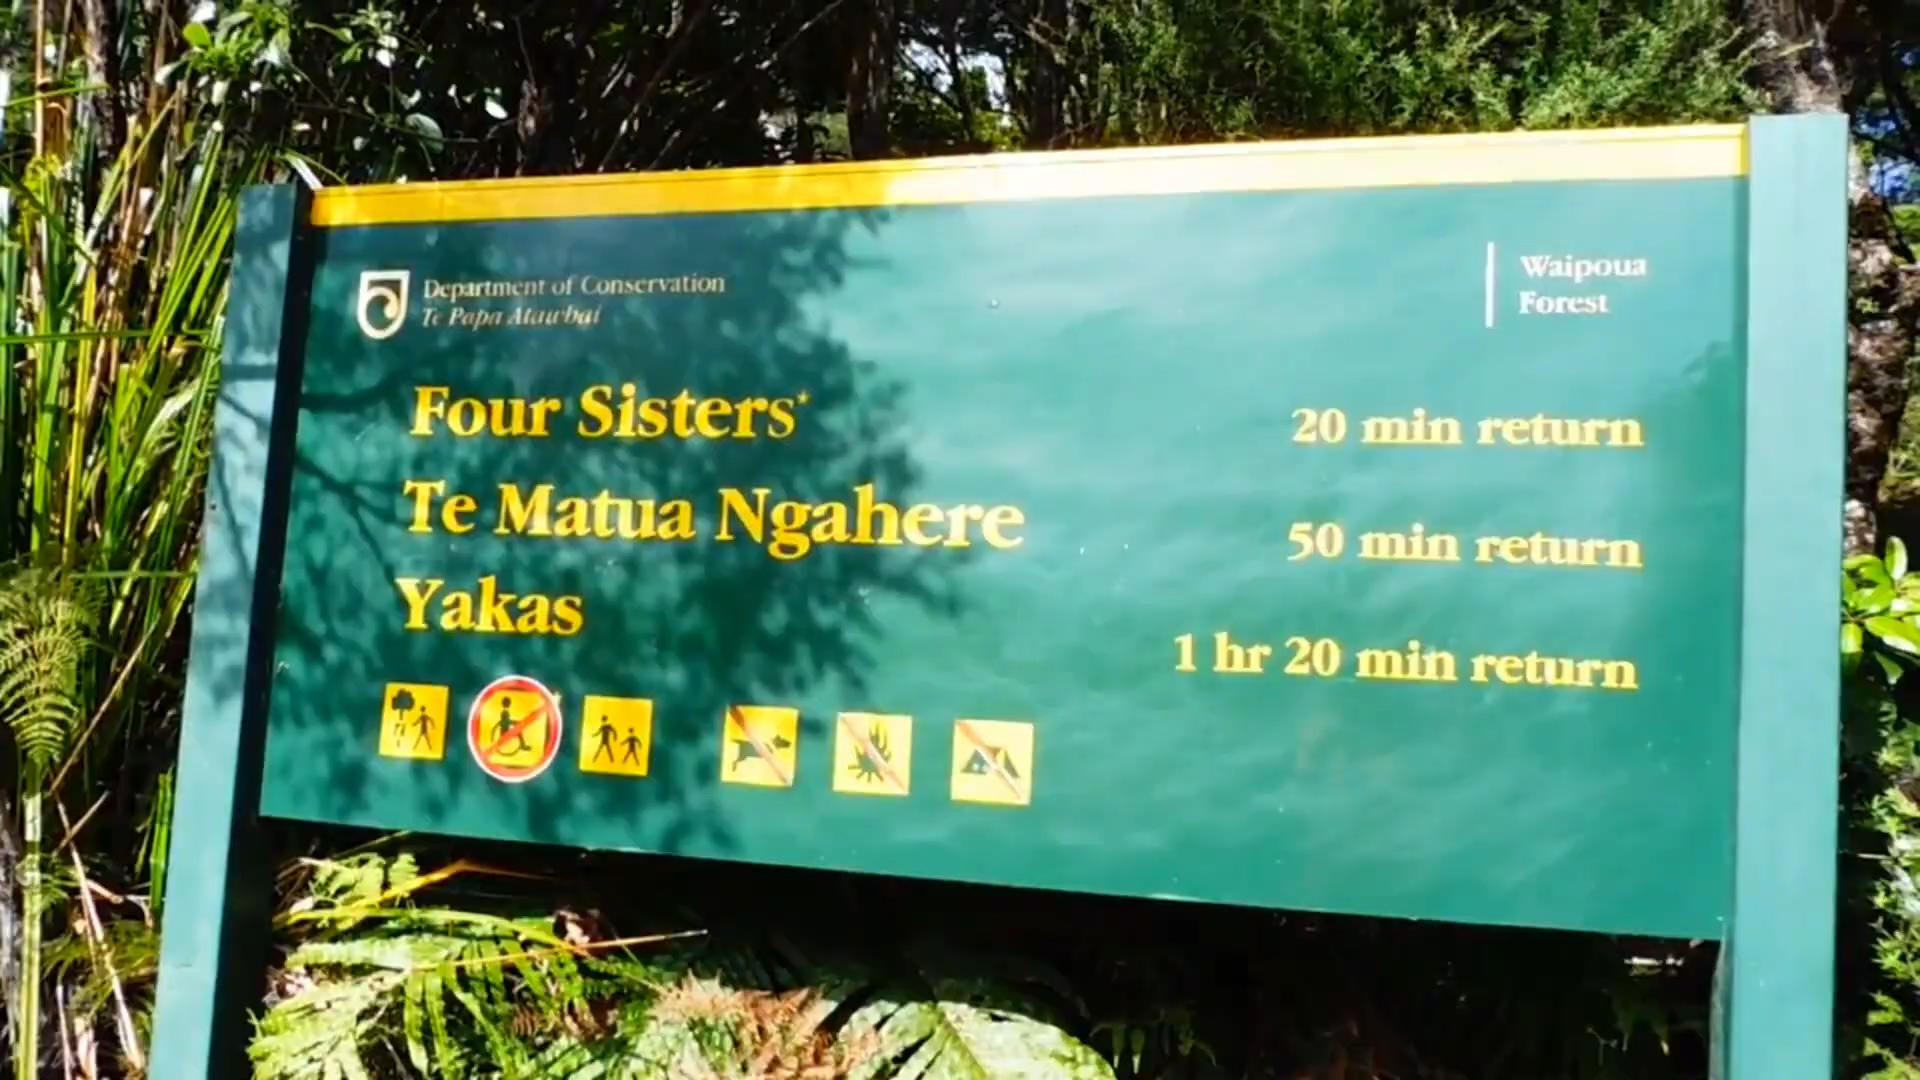 Department of Conservation
Te Papa Atawhai
Waipoua
Forest
Four Sisters* 20 min return
Te Matua Ngahere 50 min return
Yakas 1 hr 20 min return